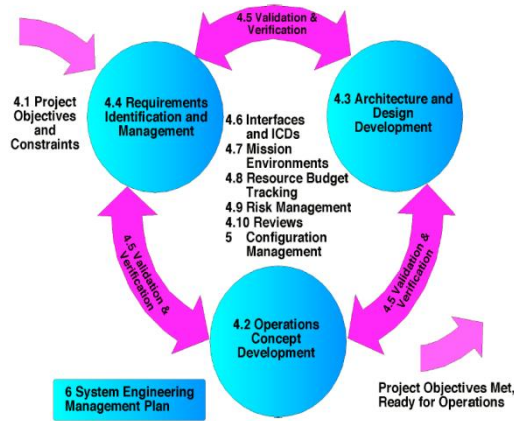 4.5 Validation &
Verification
4.1 Project
Objectives
and
Constraints
4.4 Requirements
Identification and
Management
4.6 Interfaces
and ICDs
4.7 Mission
Environments
4.8 Resource Budget
Tracking
4.9 Risk Management
4.10 Reviews
5 Configuration
Management
4.3 Architecture and
Design
Development
4.5 Validation &
Verification
4.5 Validation &
Verification
4.2 Operations
Concept
Development
6 System Engineering
Management Plan
Project Objectives Met,
Ready for Operations